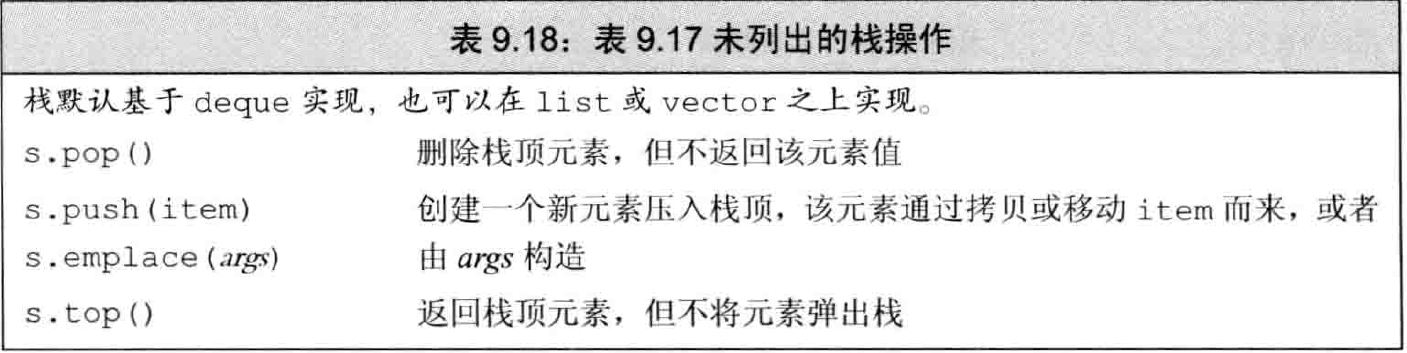 表 9.18：表 9.17 未列出的栈操作
栈默认基于 deque 实现，也可以在 list 或 vector 之上实现。
s.pop() 删除栈顶元素，但不返回该元素值
s.push(item) 创建一个新元素压入栈顶，该元素通过拷贝或移动 item 而来，或者
s.emplace(args) 由 args 构造
s.top() 返回栈顶元素，但不将元素弹出栈